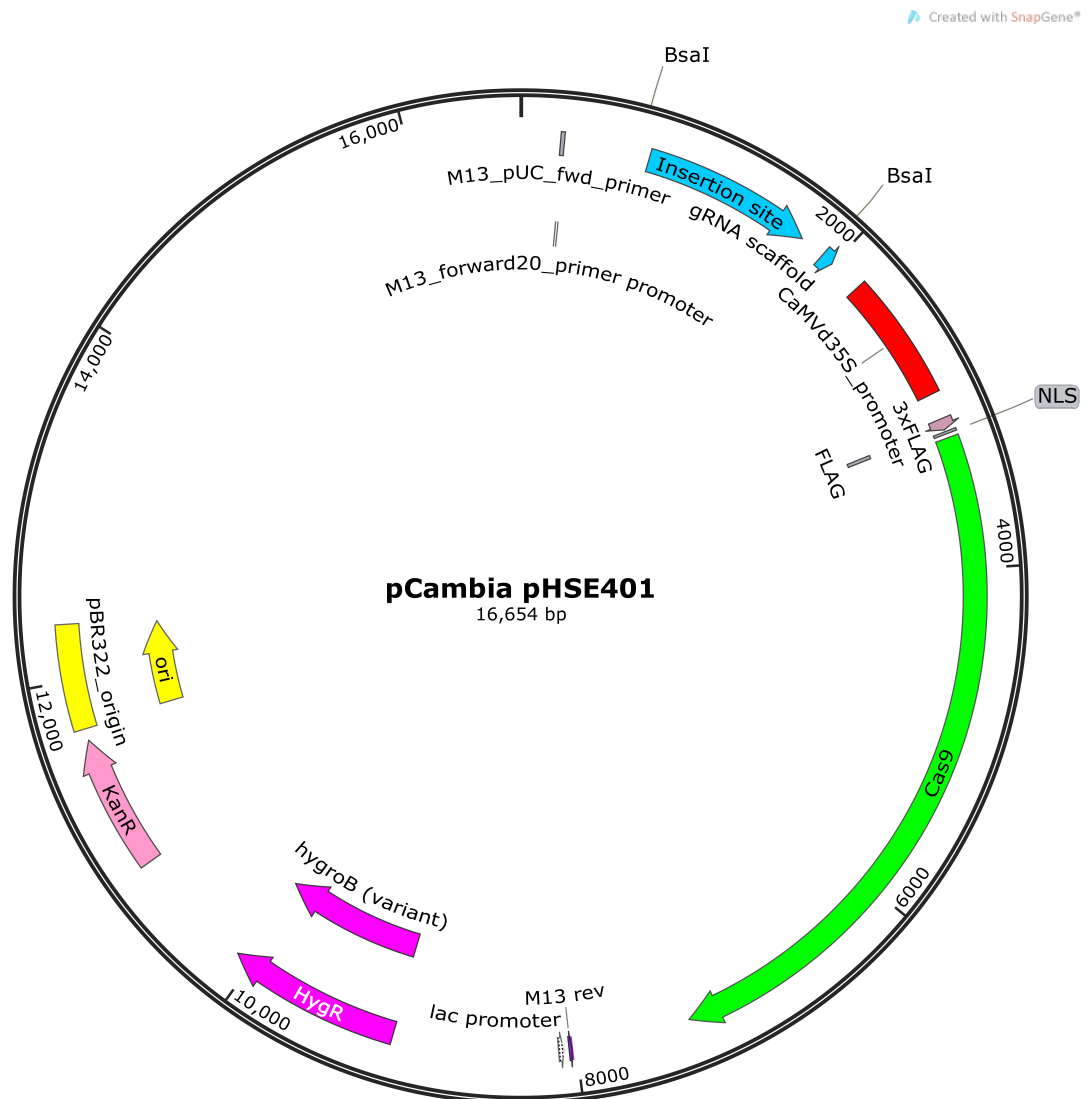 Created with SnapGene®
BsaI
16,000
M13_pUC_fwd_primer
Insertion site
BsaI
2000
gRNA scaffold
M13_forward20_primer promoter
CaMVd35S_promoter
14,000
NLS
3xFLAG
FLAG
4000
pCambia pHSE401
16,654 bp
pBR322_origin
ori
12,000
Cas9
KanR
hygroB (variant)
6000
HygR
10,000
lac promoter
M13 rev
8000